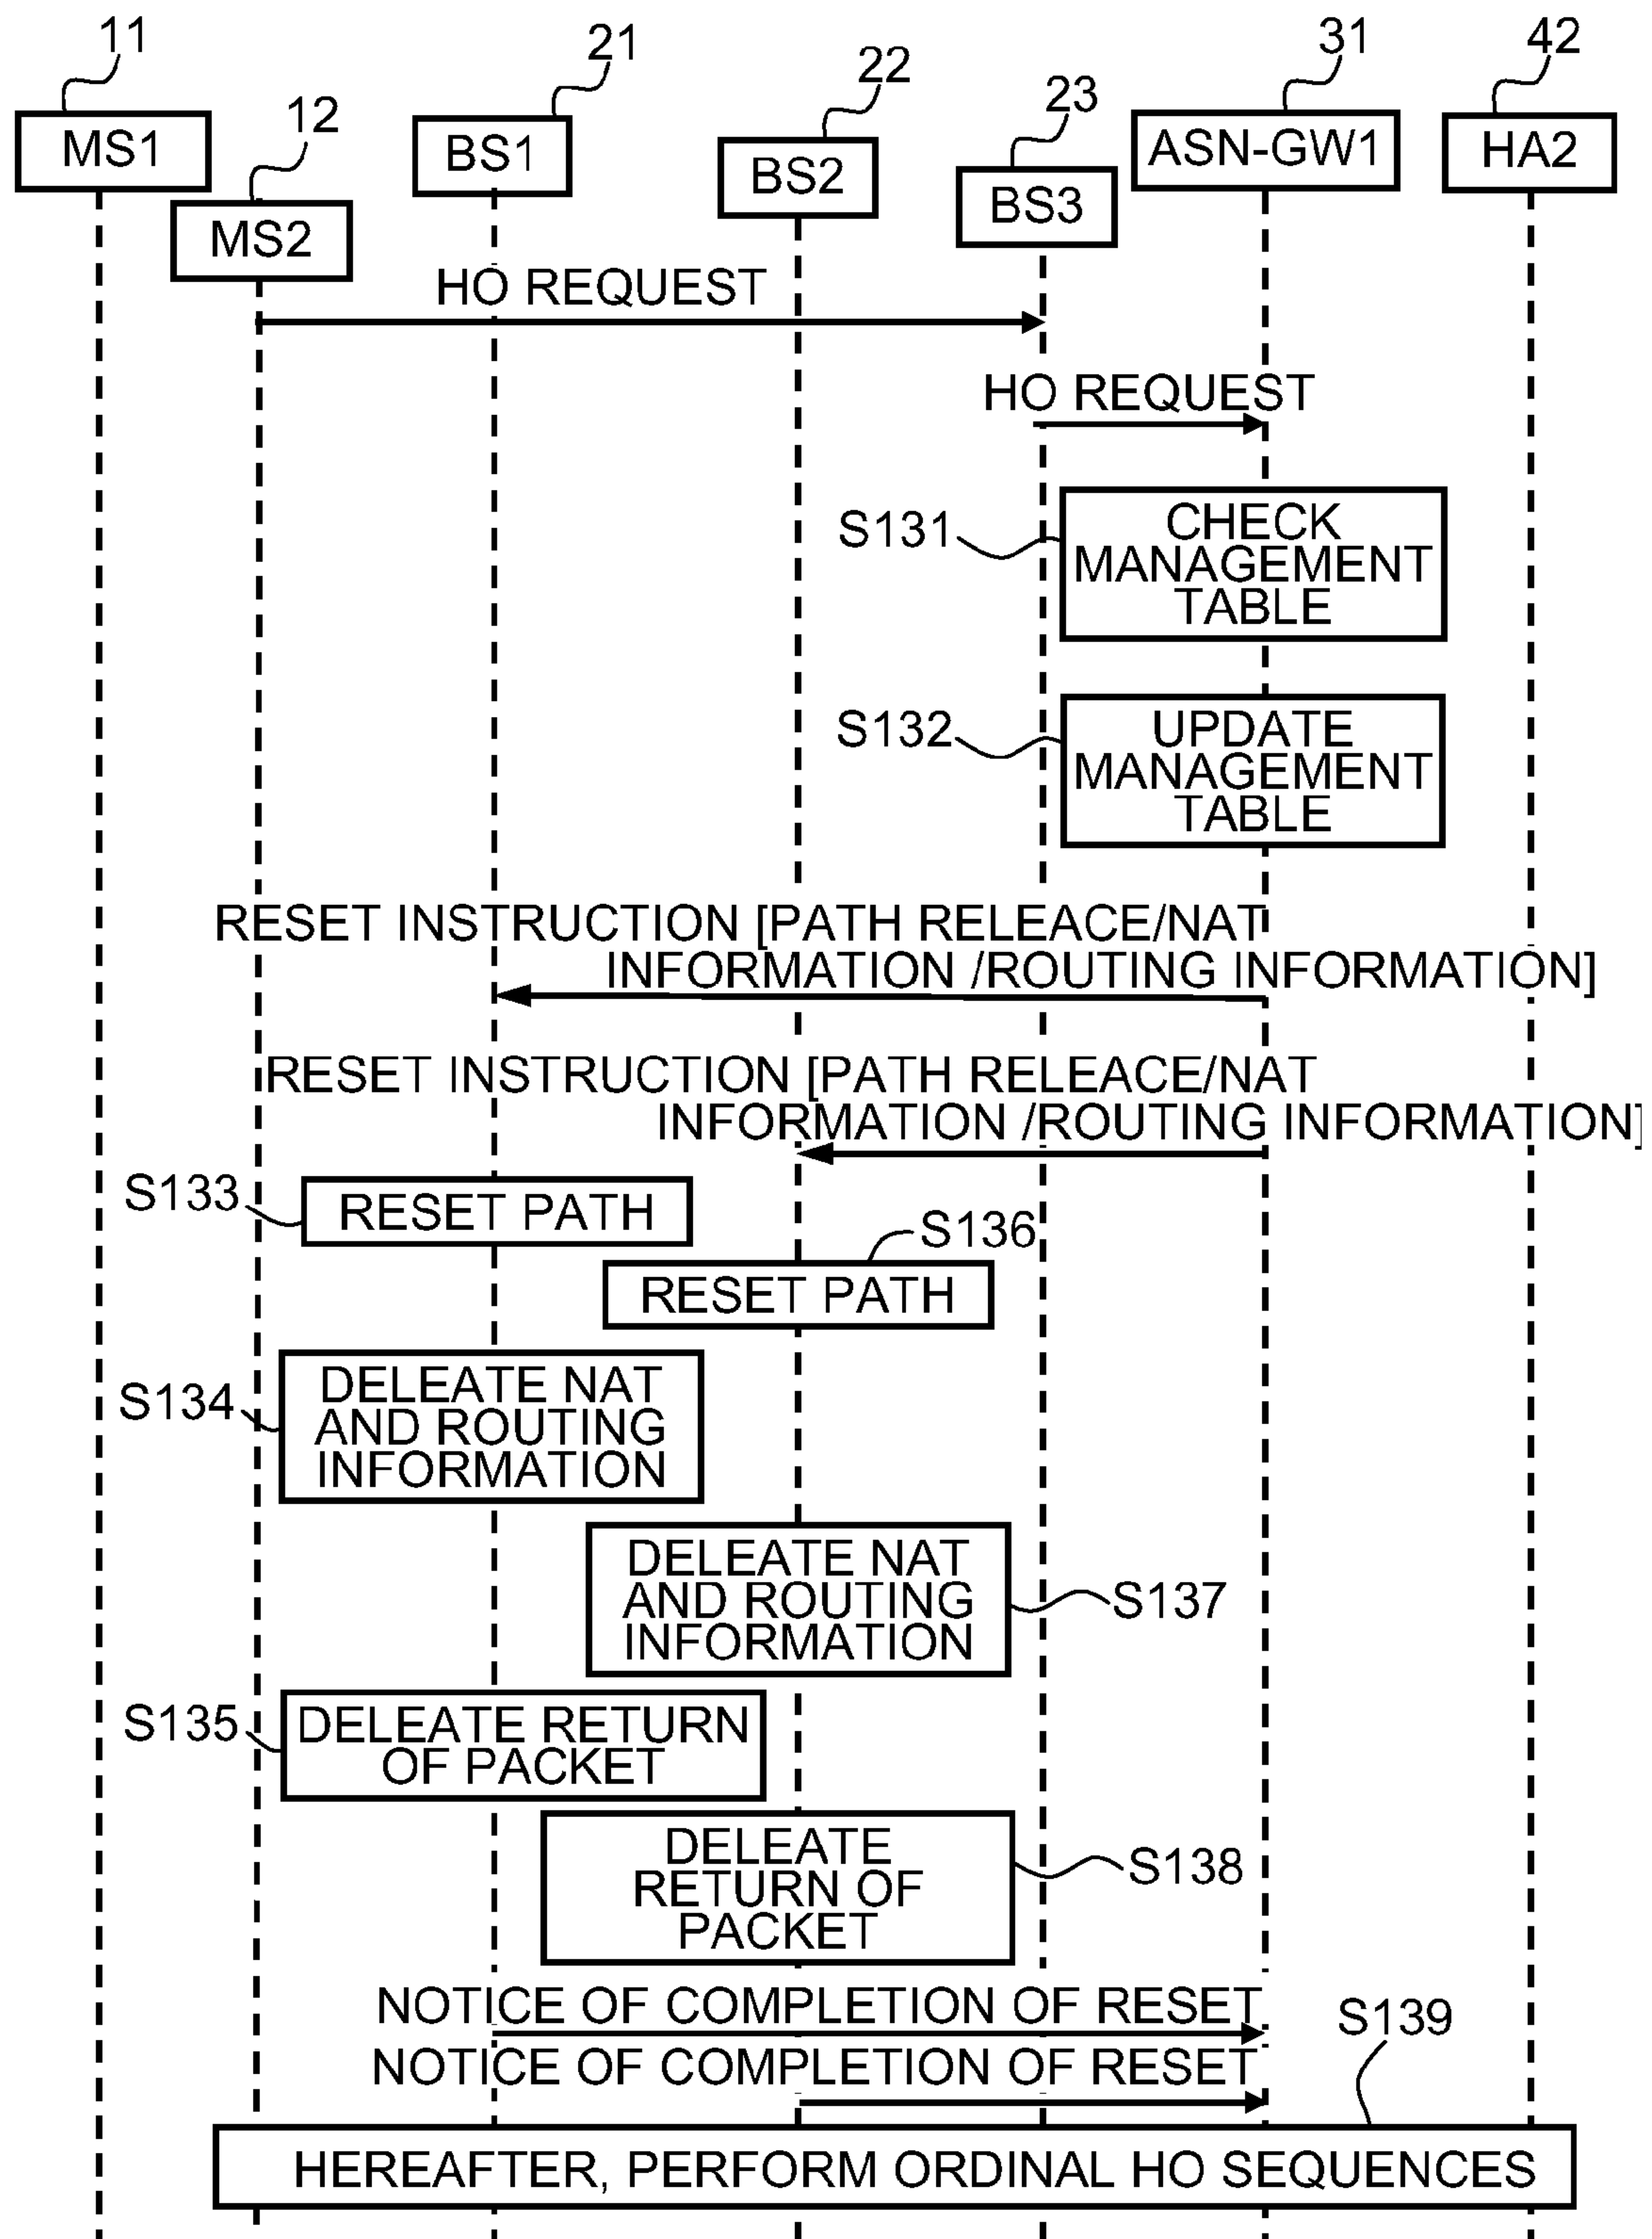 11
21
22
31
42
12
23
MS1
BS1
ASN-GW1
HA2
BS2
BS3
MS2
HO REQUEST
HO REQUEST
S131
CHECK
MANAGEMENT
TABLE
S132
UPDATE
MANAGEMENT
TABLE
RESET INSTRUCTION [PATH RELEACE/NAT
INFORMATION /ROUTING INFORMATION]
RESET INSTRUCTION [PATH RELEACE/NAT
INFORMATION /ROUTING INFORMATION]
S133
RESET PATH
S136
RESET PATH
S134
DELEATE NAT
AND ROUTING
INFORMATION
DELEATE NAT
AND ROUTING
INFORMATION
S137
S135
DELEATE RETURN
OF PACKET
DELEATE
RETURN OF
PACKET
S138
NOTICE OF COMPLETION OF RESET
S139
NOTICE OF COMPLETION OF RESET
HEREAFTER, PERFORM ORDINAL HO SEQUENCES